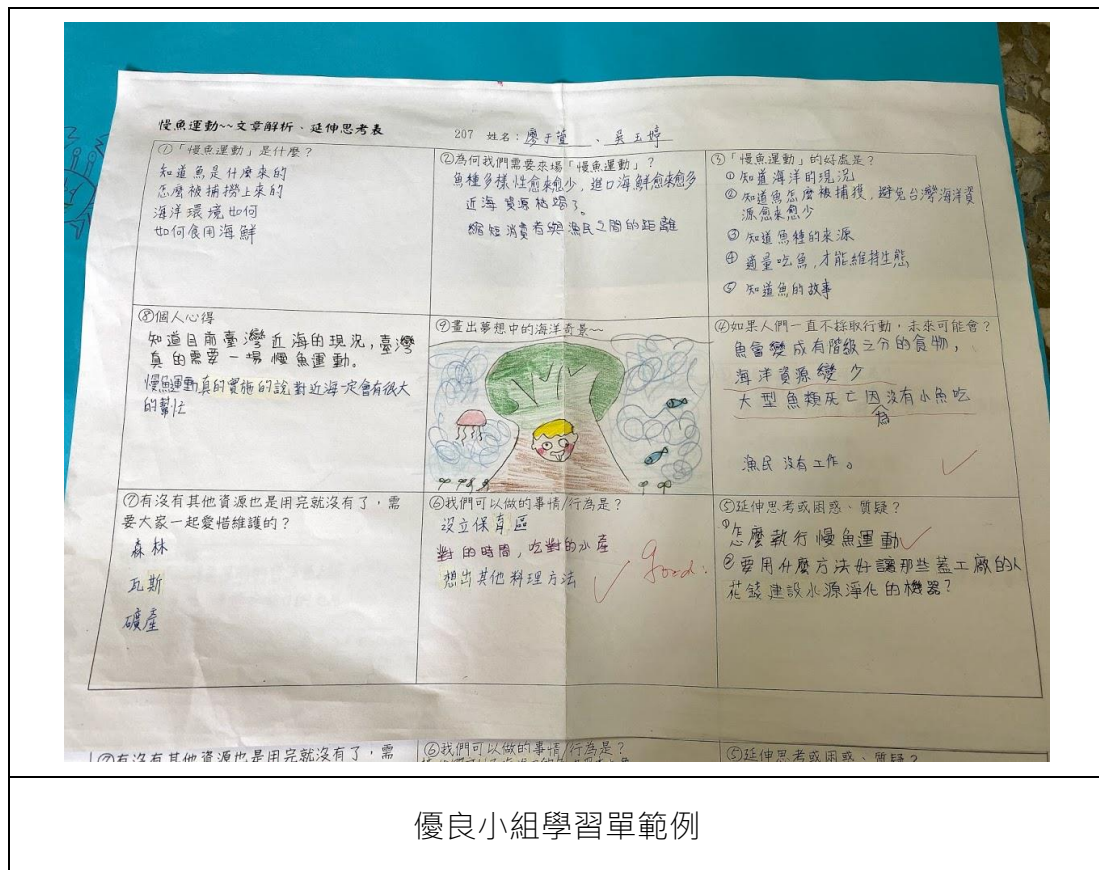 慢魚運動~~文章解析、延伸思考表
207 姓名：廖于萱、吳玉婷
①「慢魚運動」是什麼？
知道魚是什麼來的
怎麼被捕撈上來的
海洋環境如何
如何食用海鮮
②為何我們需要來場「慢魚運動」？
魚種多樣性愈來愈少，進口海鮮愈來愈多
近海資源枯竭了。
縮短消費者與漁民之間的距離
③「慢魚運動」的好處是？
① 知道海洋的現況
② 知道魚怎麼被捕獲，避免台灣海洋資
源愈來愈少
③ 知道魚種的來源
④ 適量吃魚，才能維持生態
⑤ 知道魚的故事
⑧個人心得
知道目前臺灣近海的現況，臺灣
真的需要一場慢魚運動。
慢魚運動真的實施的說對近海一定會有很大
的幫忙
⑨畫出夢想中的海洋奇景~~
④如果人們一直不採取行動，未來可能會？
魚會變成有階級之分的食物，
海洋資源變少
大型魚類死亡因為沒有小魚吃
漁民沒有工作。
⑦有沒有其他資源也是用完就沒有了，需
要大家一起愛惜維護的？
森林
瓦斯
礦產
⑥我們可以做的事情/行為是？
設立保育區
對的時間，吃對的水產
想出其他料理方法
good!
⑤延伸思考或困惑、質疑？
①怎麼執行慢魚運動
②要用什麼方法好讓那些蓋工廠的人
花錢建設水源淨化的機器？
⑦有沒有其他資源也是用完就沒有了，需
⑥我們可以做的事情/行為是？
⑤延伸思考或困惑、質疑？
優良小組學習單範例